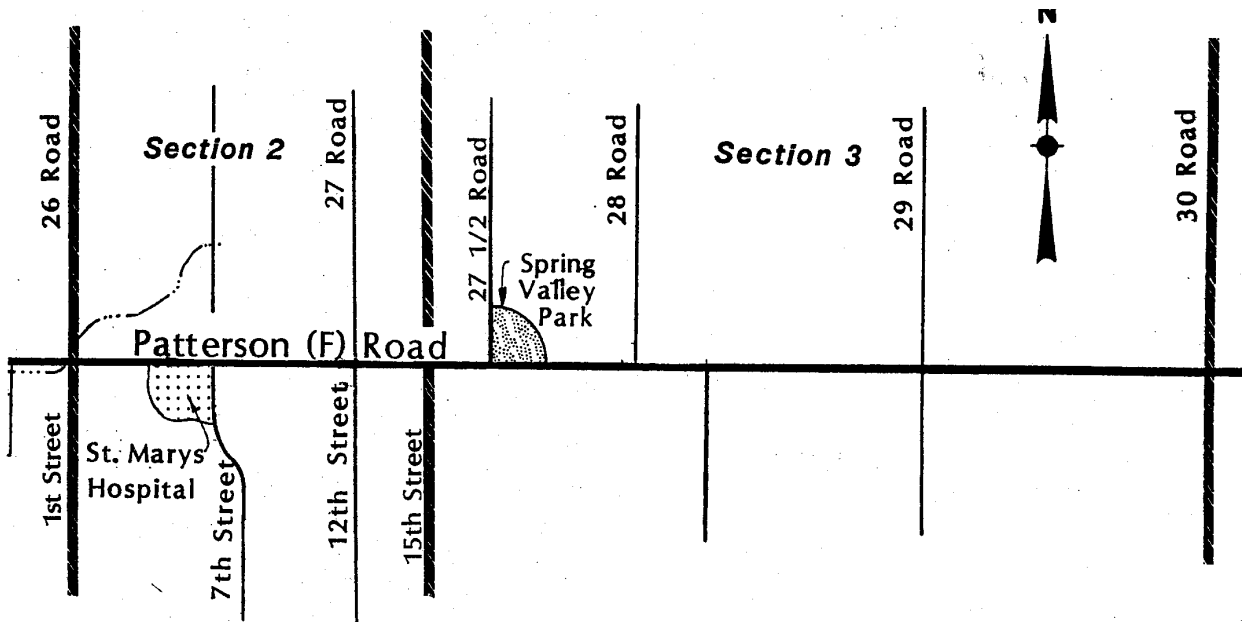 N
26 Road
Section 2
27 Road
27 1/2 Road
28 Road
Section 3
29 Road
30 Road
Spring
Valley
Park
Patterson (F) Road
1st Street
St. Marys
Hospital
7th Street
12th Street
15th Street